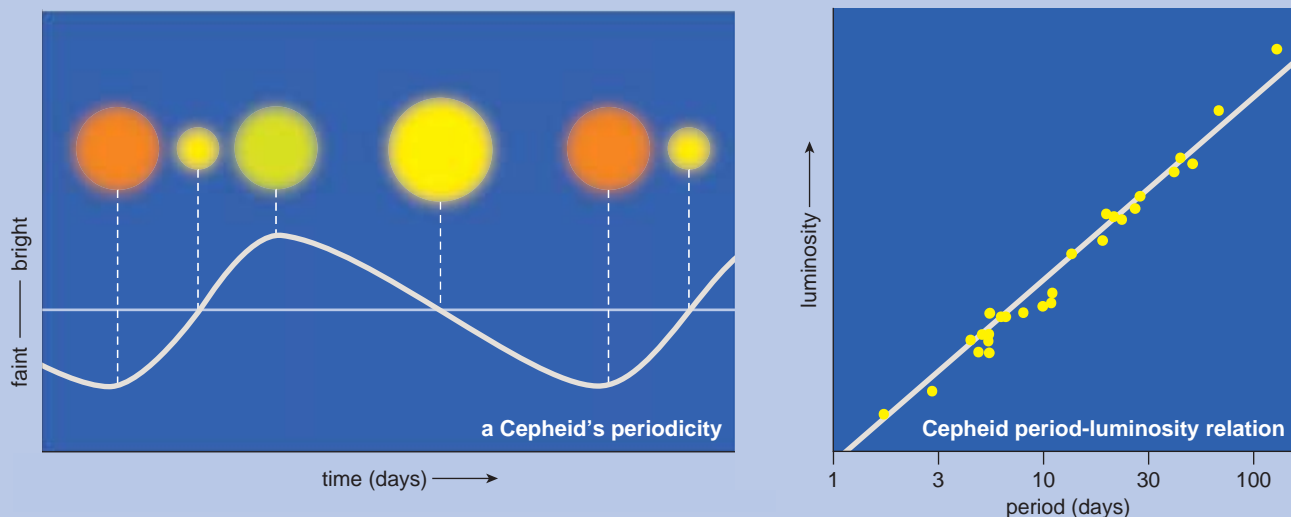 faint — bright
a Cepheid's periodicity
time (days)
luminosity
Cepheid period-luminosity relation
1 3 10 30 100
period (days)